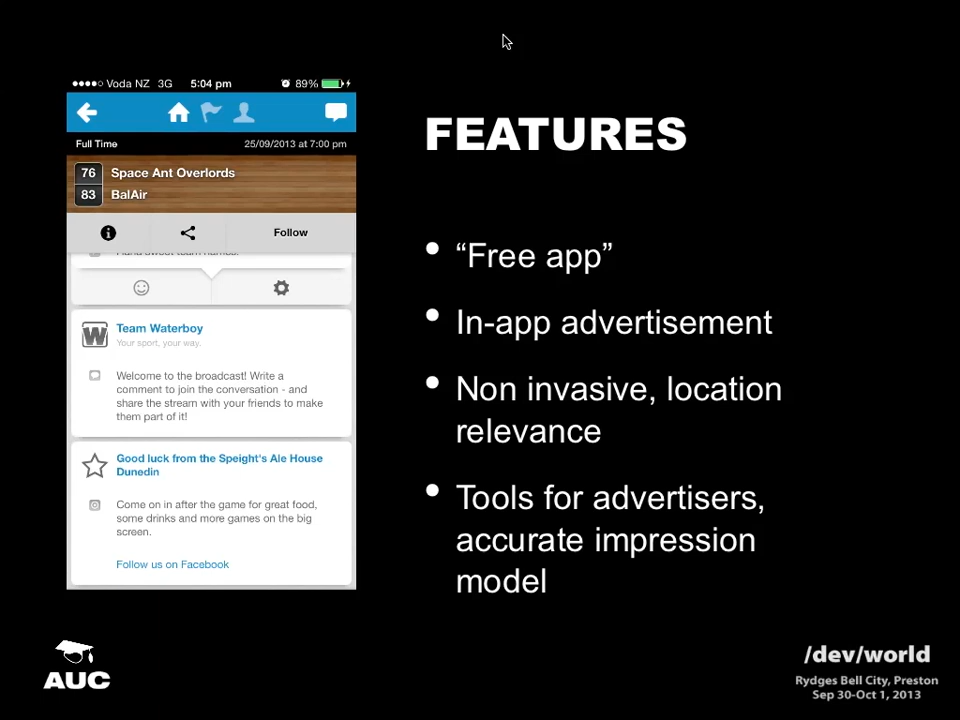 Voda NZ 3G 5:04 pm 89%
Full Time 25/09/2013 at 7:00 pm
76 Space Ant Overlords
83 BalAir
Follow
Team Waterboy
Your sport, your way.
Welcome to the broadcast! Write a
comment to join the conversation - and
share the stream with your friends to make
them part of it!
Good luck from the Speight's Ale House
Dunedin
Come on in after the game for great food,
some drinks and more games on the big
screen.
Follow us on Facebook
FEATURES
• “Free app”
• In-app advertisement
• Non invasive, location
relevance
• Tools for advertisers,
accurate impression
model
AUC
/dev/world
Rydges Bell City, Preston
Sep 30-Oct 1, 2013